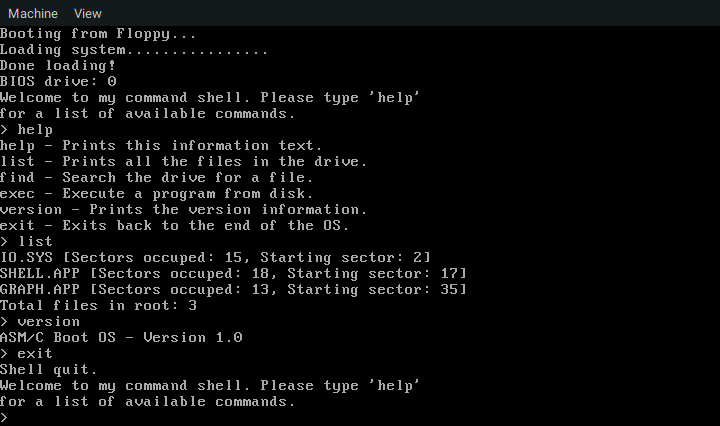 Machine View
Booting from Floppy...
Loading system................
Done loading!
BIOS drive: 0
Welcome to my command shell. Please type 'help'
for a list of available commands.
> help
help - Prints this information text.
list - Prints all the files in the drive.
find - Search the drive for a file.
exec - Execute a program from disk.
version - Prints the version information.
exit - Exits back to the end of the OS.
> list
IO.SYS [Sectors occuped: 15, Starting sector: 2]
SHELL.APP [Sectors occuped: 18, Starting sector: 17]
GRAPH.APP [Sectors occuped: 13, Starting sector: 35]
Total files in root: 3
> version
ASM/C Boot OS - Version 1.0
> exit
Shell quit.
Welcome to my command shell. Please type 'help'
for a list of available commands.
>